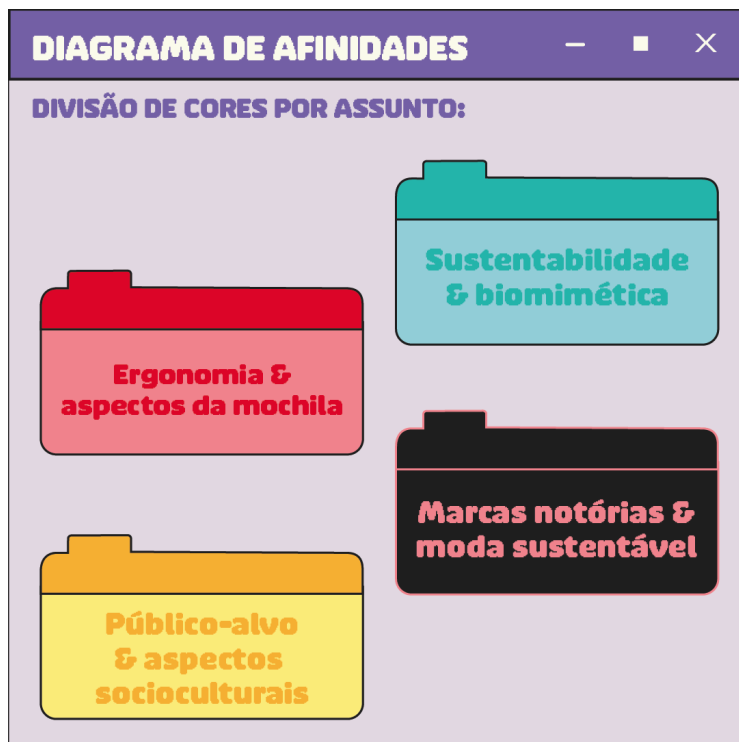 DIAGRAMA DE AFINIDADES
DIVISÃO DE CORES POR ASSUNTO:
Sustentabilidade
& biomimética
Ergonomia &
aspectos da mochila
Marcas notórias &
moda sustentável
Público-alvo
& aspectos
socioculturais